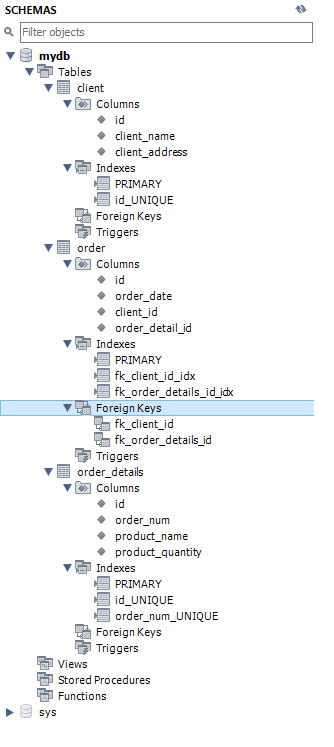 SCHEMAS
Filter objects
mydb
Tables
client
Columns
id
client_name
client_address
Indexes
PRIMARY
id_UNIQUE
Foreign Keys
Triggers
order
Columns
id
order_date
client_id
order_detail_id
Indexes
PRIMARY
fk_client_id_idx
fk_order_details_id_idx
Foreign Keys
fk_client_id
fk_order_details_id
Triggers
order_details
Columns
id
order_num
product_name
product_quantity
Indexes
PRIMARY
id_UNIQUE
order_num_UNIQUE
Foreign Keys
Triggers
Views
Stored Procedures
Functions
sys